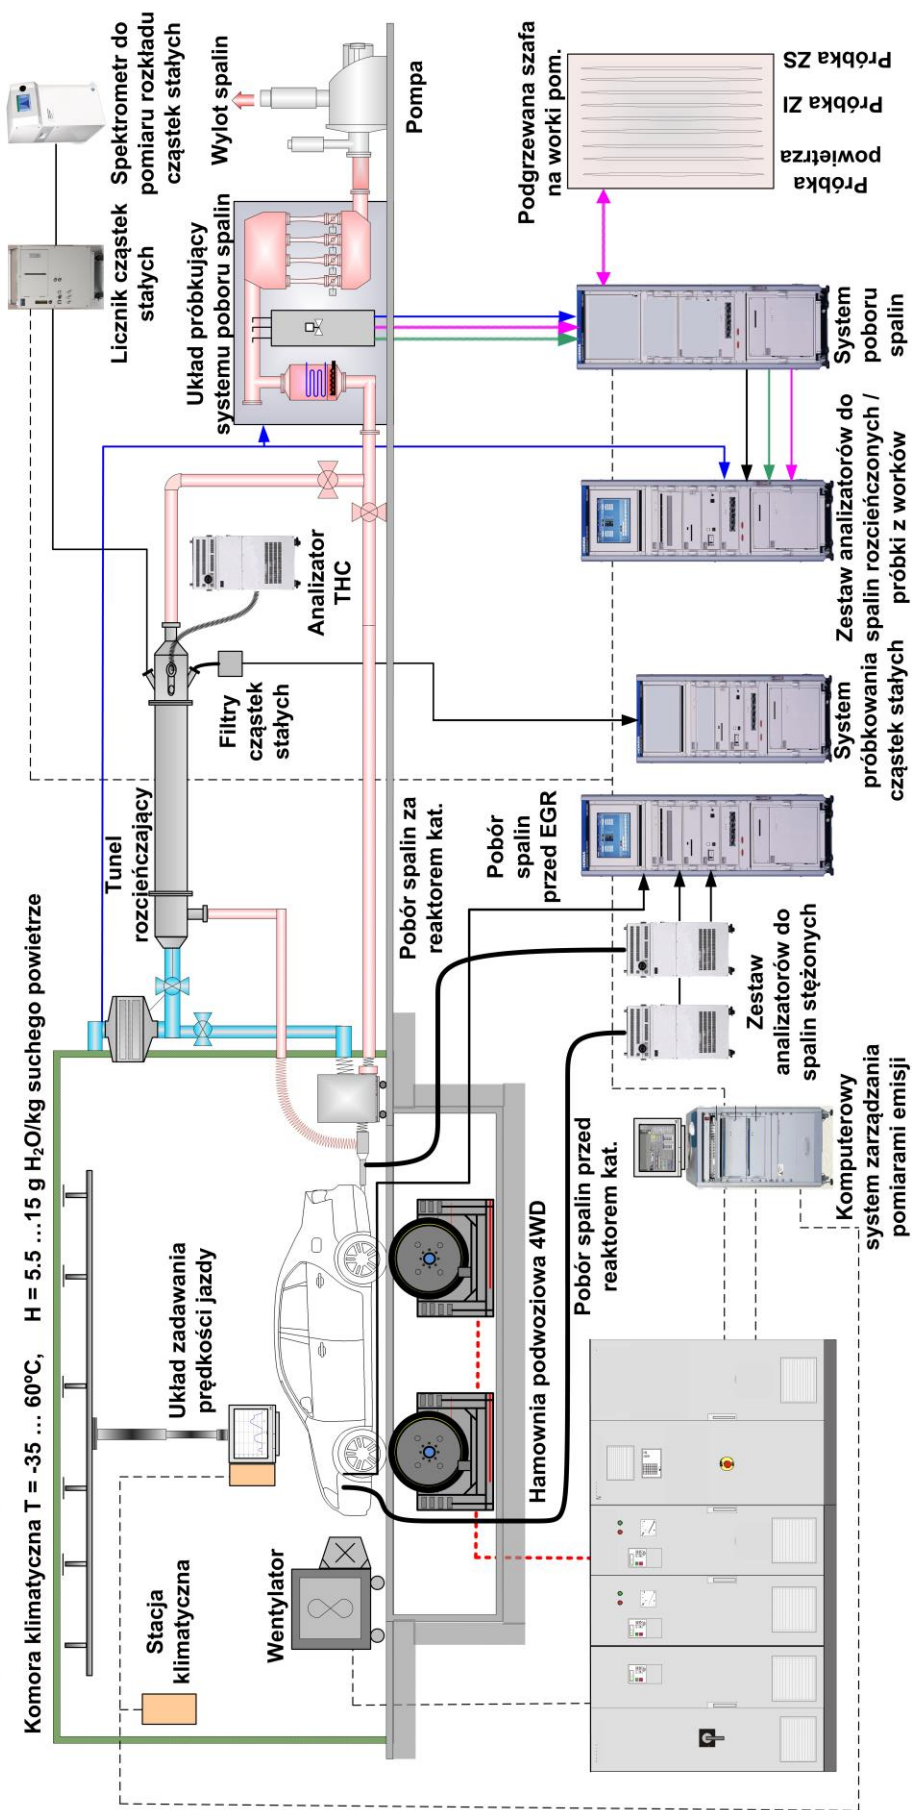 Komora klimatyczna T = -35 ... 60ºC, H = 5.5 ...15 g H₂O/kg suchego powietrze
Stacja
klimatyczna
Układ zadawania
prędkości jazdy
Wentylator
Hamownia podwoziowa 4WD
Tunel
rozcieńczający
Filtry
cząstek
stałych
Analizator
THC
Licznik cząstek
stałych
Spektrometr do
pomiaru rozkładu
cząstek stałych
Układ próbkujący
systemu poboru spalin
Wylot spalin
Pompa
Pobór spalin za
reaktorem kat.
Pobór
spalin
przed EGR
Pobór spalin przed
reaktorem kat.
Komputerowy
system zarządzania
pomiarami emisji
Zestaw
analizatorów do
spalin stężonych
System
próbkowania
cząstek stałych
Zestaw analizatorów do
spalin rozcieńczonych /
próbki z worków
System
poboru
spalin
Podgrzewana szafa
na worki pom.
Próbka
powietrza
Próbka ZI
Próbka ZS